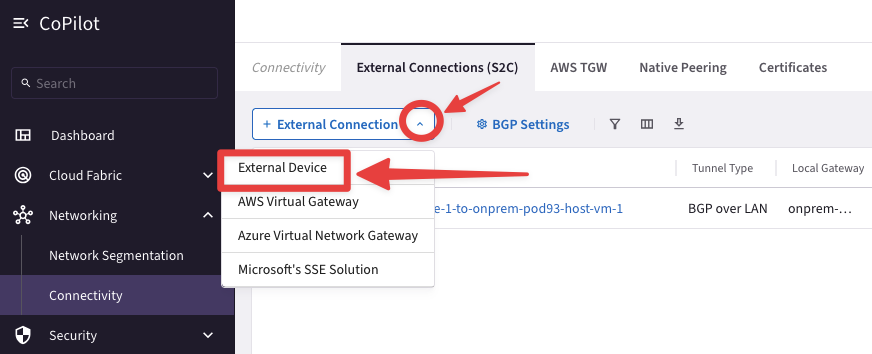 CoPilot
Search
Dashboard
Cloud Fabric
Networking
Network Segmentation
Connectivity
Security
Connectivity
External Connections (S2C)
AWS TGW
Native Peering
Certificates
+ External Connection
BGP Settings
External Device
AWS Virtual Gateway
Azure Virtual Network Gateway
Microsoft's SSE Solution
Tunnel Type
Local Gateway
e-1-to-onprem-pod93-host-vm-1
BGP over LAN
onprem-...